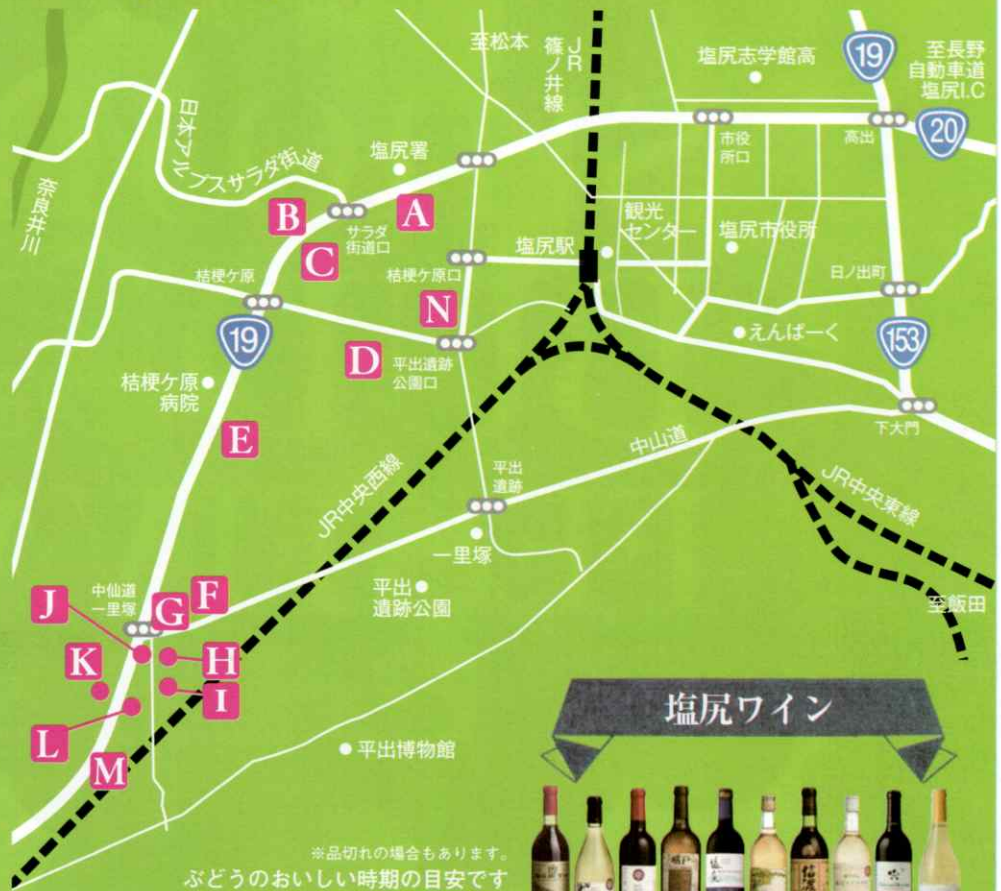 至松本
JR
篠ノ井線
塩尻志学館高
19
至長野
自動車道
塩尻I.C
20
市役
所口
高出
日本アルプスサラダ街道
塩尻署
奈良井川
B
A
サラダ
街道口
C
塩尻駅
観光
センター
塩尻市役所
桔梗ケ原
桔梗ケ原口
日ノ出町
N
19
えんぱーく
153
D
平出遺跡
公園口
桔梗ケ原
病院
E
下大門
中山道
JR中央西線
平出
遺跡
JR中央東線
一里塚
平出
遺跡公園
至飯田
中仙道
一里塚
J
G
F
K
H
I
L
M
塩尻ワイン
平出博物館
※品切れの場合もあります。
ぶどうのおいしい時期の目安です